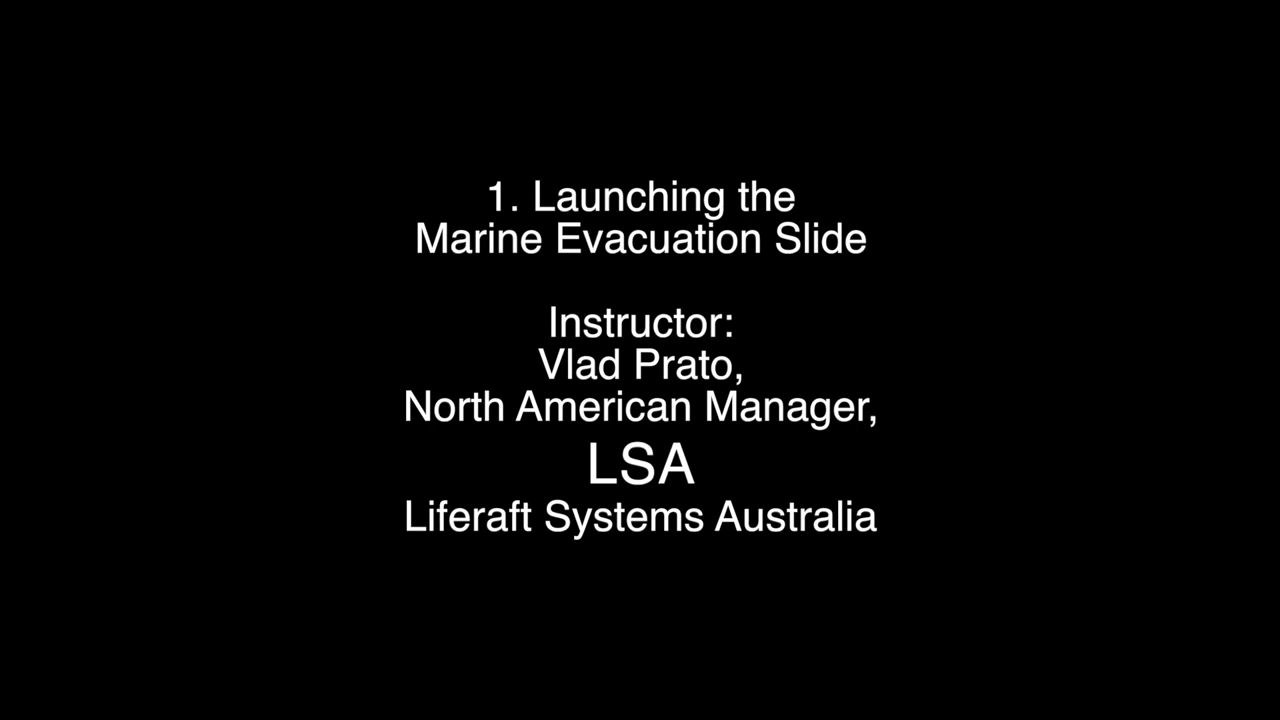 1. Launching the
Marine Evacuation Slide
Instructor:
Vlad Prato,
North American Manager,
LSA
Liferaft Systems Australia